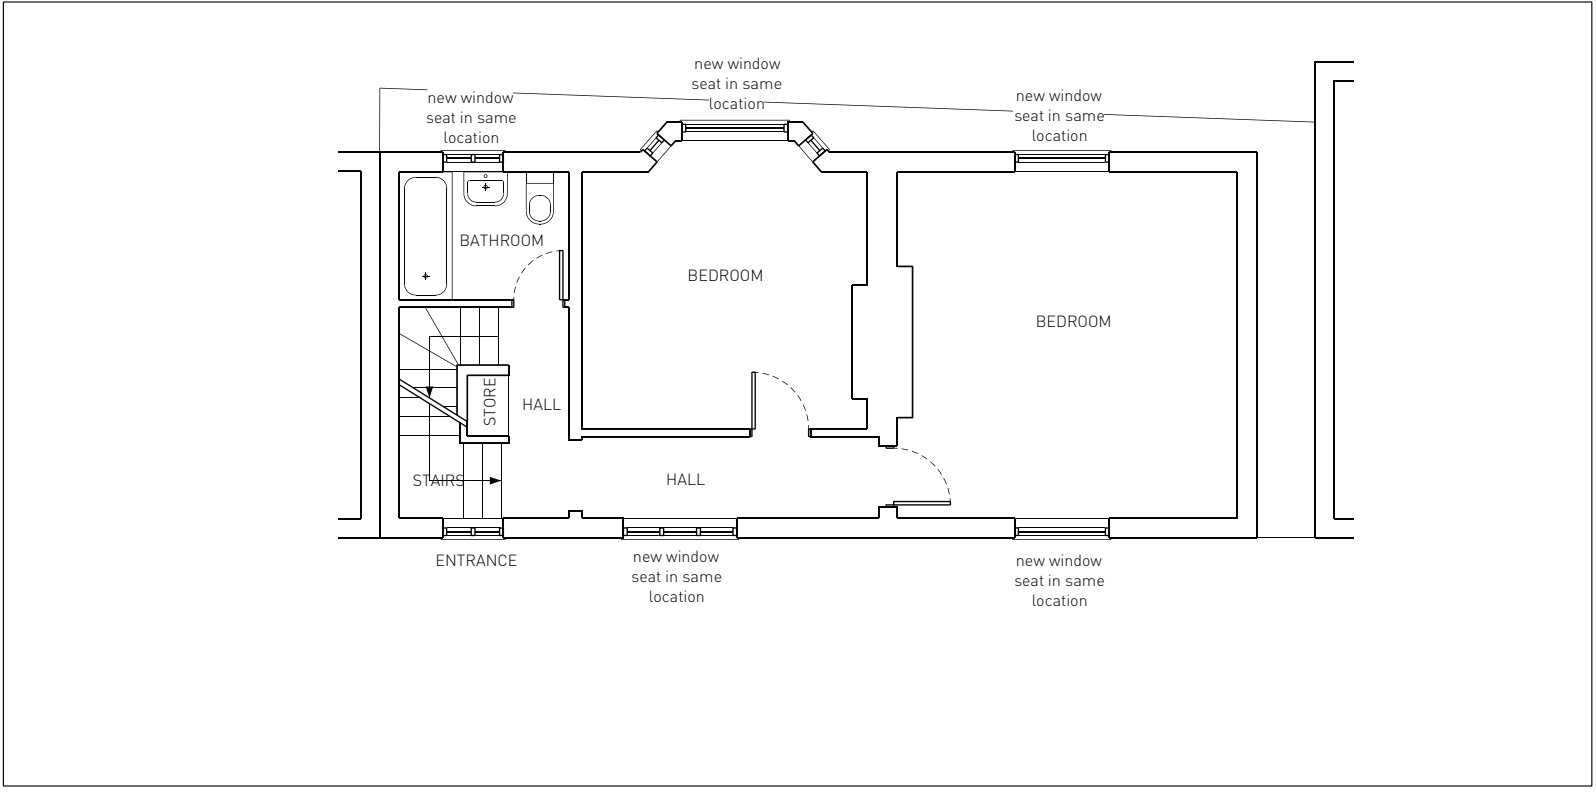 new window
seat in same
location
new window
seat in same
location
new window
seat in same
location
BATHROOM
BEDROOM
BEDROOM
STORE
HALL
STAIRS
HALL
ENTRANCE
new window
seat in same
location
new window
seat in same
location